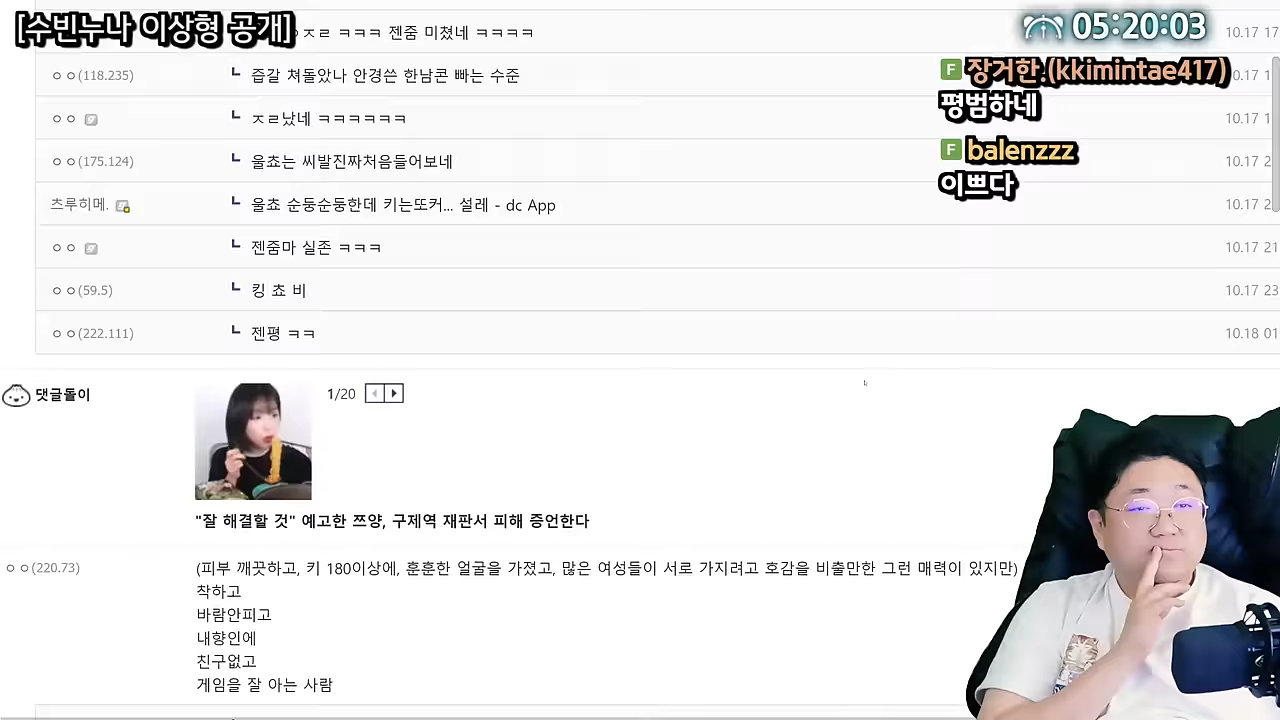 [수빈누나 이상형 공개]
ㅇㅈㄹ ㅋㅋㅋ 젠줌 미쳤네 ㅋㅋㅋㅋ
10.17 17
05:20:03
ㅇㅇ(118.235)
┗ 즙갈 쳐돌았나 안경쓴 한남콘 빠는 수준
0.17 1
F 장거한.(kkimintae417)
평범하네
ㅇㅇ
┗ ㅈㄹ났네 ㅋㅋㅋㅋㅋㅋ
10.17 1
F balenzzz
이쁘다
ㅇㅇ(175.124)
┗ 울쵸는 씨발진짜처음들어보네
10.17 2
츠루히메.
┗ 울쵸 순둥순둥한데 키는또커... 설레 - dc App
10.17 2
ㅇㅇ
┗ 젠줌마 실존 ㅋㅋㅋ
10.17 21
ㅇㅇ(59.5)
┗ 킹 쵸 비
10.17 23
ㅇㅇ(222.111)
┗ 젠평 ㅋㅋ
10.18 01
댓글돌이
1/20
"잘 해결할 것" 예고한 쯔양, 구제역 재판서 피해 증언한다
ㅇㅇ(220.73)
(피부 깨끗하고, 키 180이상에, 훈훈한 얼굴을 가졌고, 많은 여성들이 서로 가지려고 호감을 비출만한 그런 매력이 있지만)
착하고
바람안피고
내향인에
친구없고
게임을 잘 아는 사람